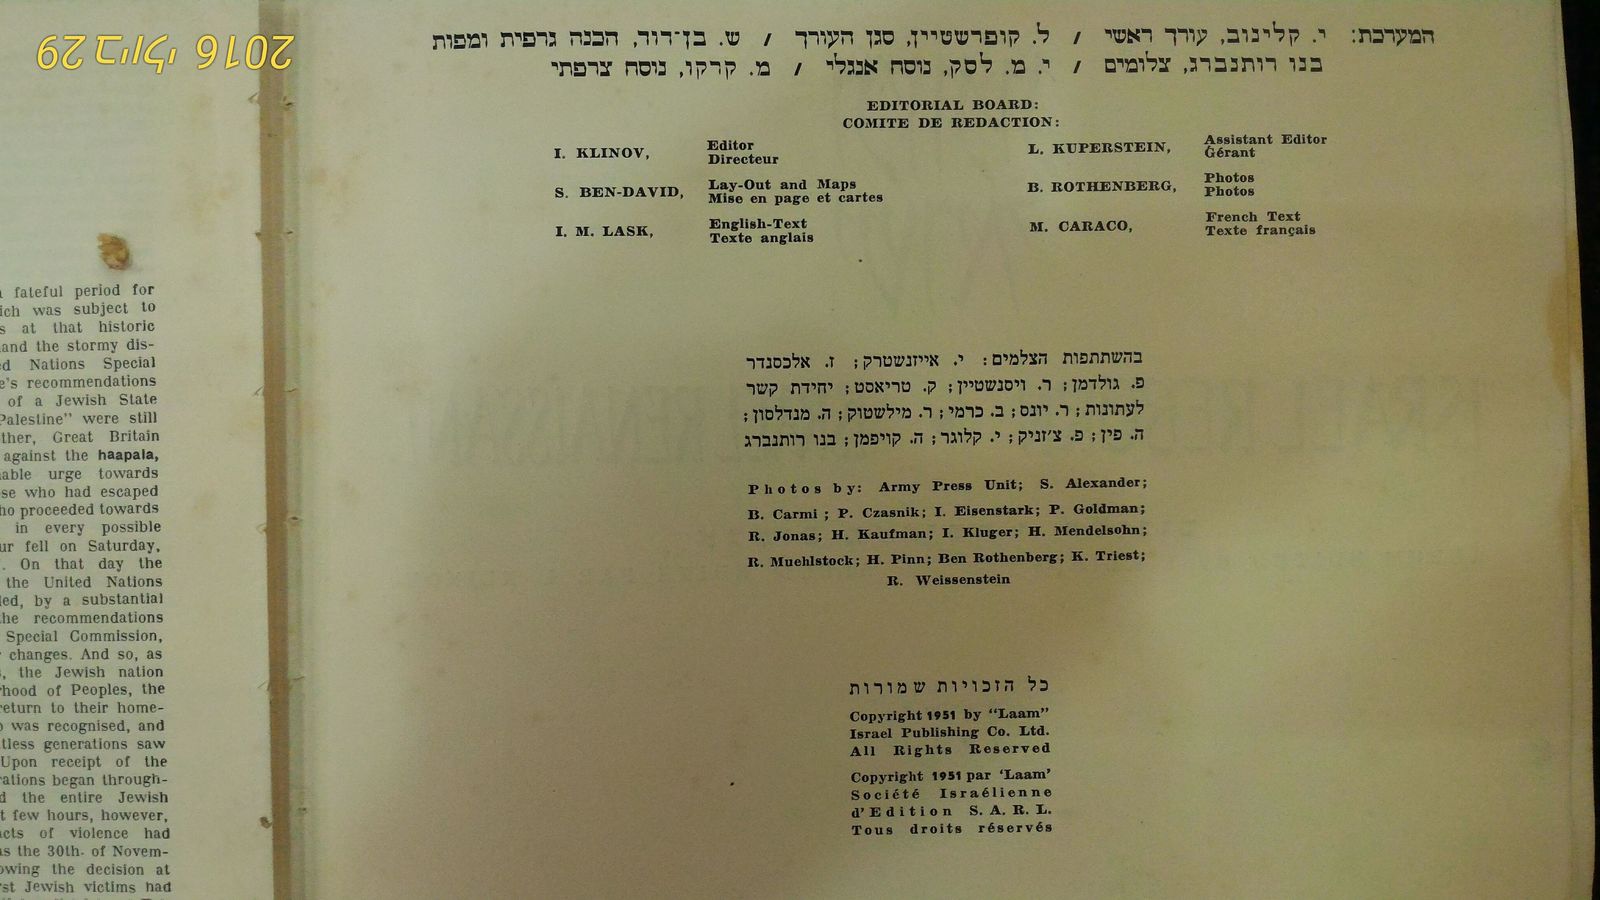 29 ביולי 2016
a fateful period for
which was subject to
at that historic
and the stormy dis-
Nations Special
recommendations
of a Jewish State
Palestine" were still
Great Britain
against the haapala,
urge towards
who had escaped
who proceeded towards
in every possible
fell on Saturday,
On that day the
the United Nations
by a substantial
the recommendations
Special Commission,
changes. And so, as
the Jewish nation
of Peoples, the
return to their home-
was recognised, and
generations saw
Upon receipt of the
began through-
the entire Jewish
few hours, however,
acts of violence had
the 30th. of Novem-
the decision at
Jewish victims had
המערכת: י. קלינוב, עורך ראשי / ל. קופרשטיין, סגן העורך / ש. בן־דוד, הכנה גרפית ומפות
בנו רותנברג, צלומים / י. מ. לסק, נוסח אנגלי / מ. קרקו, נוסח צרפתי
EDITORIAL BOARD:
COMITE DE REDACTION:
I. KLINOV, Editor
Directeur
L. KUPERSTEIN, Assistant Editor
Gérant
S. BEN-DAVID, Lay-Out and Maps
Mise en page et cartes
B. ROTHENBERG, Photos
Photos
I. M. LASK, English-Text
Texte anglais
M. CARACO, French Text
Texte français
בהשתתפות הצלמים: י. אייזנשטרק; ז. אלכסנדר
פ. גולדמן; ר. ויסנשטיין; ק. טריאסט; יחידת קשר
לעתונות; ר. יונס; ב. כרמי; ר. מילשטוק; ה. מנדלסון;
ה. פין; פ. צ'זניק; י. קלוגר; ה. קויפמן; בנו רותנברג
Photos by: Army Press Unit; S. Alexander;
B. Carmi; P. Czasnik; I. Eisenstark; P. Goldman;
R. Jonas; H. Kaufman; I. Kluger; H. Mendelsohn;
R. Muehlstock; H. Pinn; Ben Rothenberg; K. Triest;
R. Weissenstein
כל הזכויות שמורות
Copyright 1951 by "Laam"
Israel Publishing Co. Ltd.
All Rights Reserved
Copyright 1951 par 'Laam'
Société Israélienne
d'Edition S. A. R. L.
Tous droits réservés